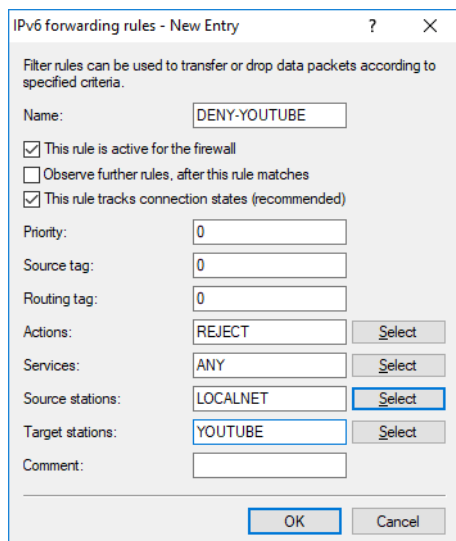 IPv6 forwarding rules - New Entry ? ×
Filter rules can be used to transfer or drop data packets according to
specified criteria.
Name: DENY-YOUTUBE
This rule is active for the firewall
Observe further rules, after this rule matches
This rule tracks connection states (recommended)
Priority: 0
Source tag: 0
Routing tag: 0
Actions: REJECT Select
Services: ANY Select
Source stations: LOCALNET Select
Target stations: YOUTUBE Select
Comment:
OK Cancel